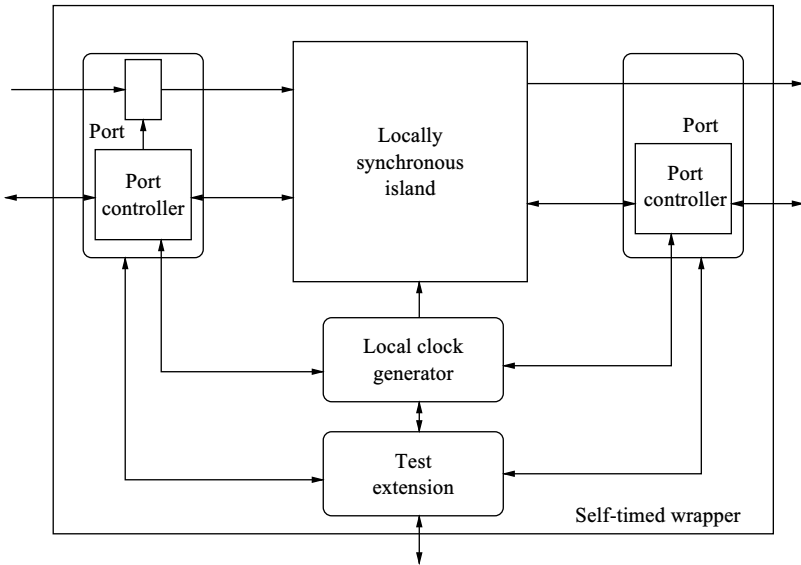 Port
Port
controller
Locally
synchronous
island
Port
Port
controller
Local clock
generator
Test
extension
Self-timed wrapper